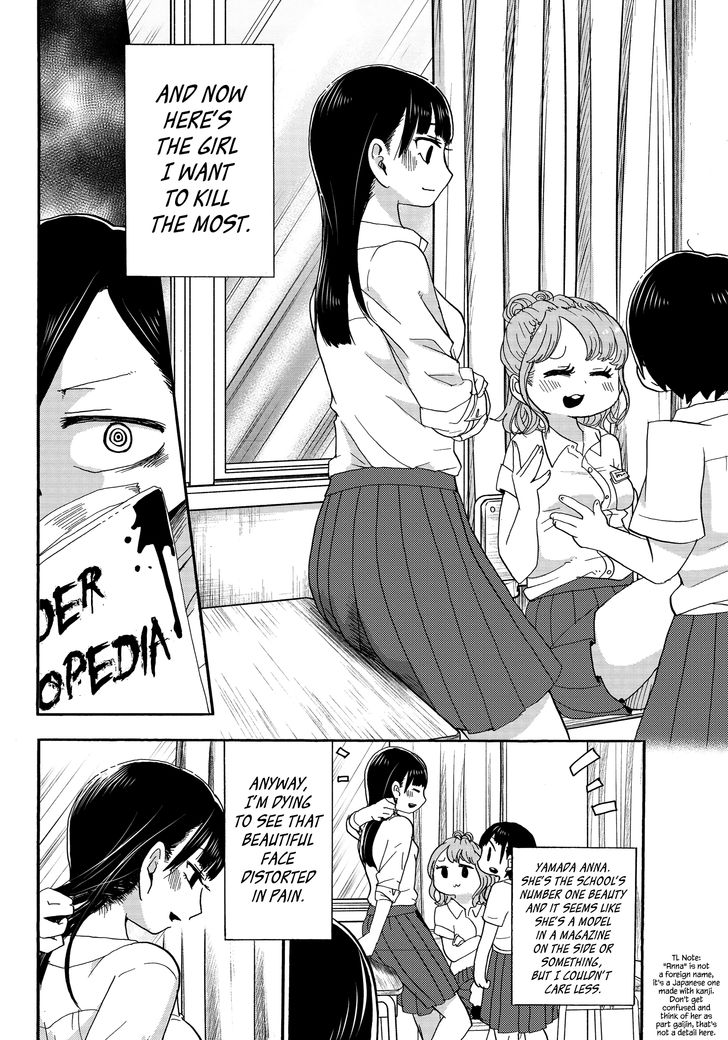 AND NOW
HERE'S
THE GIRL
I WANT
TO KILL
THE MOST.
DER
OPEDIA
ANYWAY,
I'M DYING
TO SEE THAT
BEAUTIFUL
FACE
DISTORTED
IN PAIN.
YAMADA ANNA.
SHE'S THE SCHOOL'S
NUMBER ONE BEAUTY
AND IT SEEMS LIKE
SHE'S A MODEL
IN A MAGAZINE
ON THE SIDE OR
SOMETHING,
BUT I COULDN'T
CARE LESS.
TL Note:
"Anna" is not
a foreign name,
it's a Japanese one
made with kanji.
Don't get
confused and
think of her as
part gaijin, that's
not a detail here.